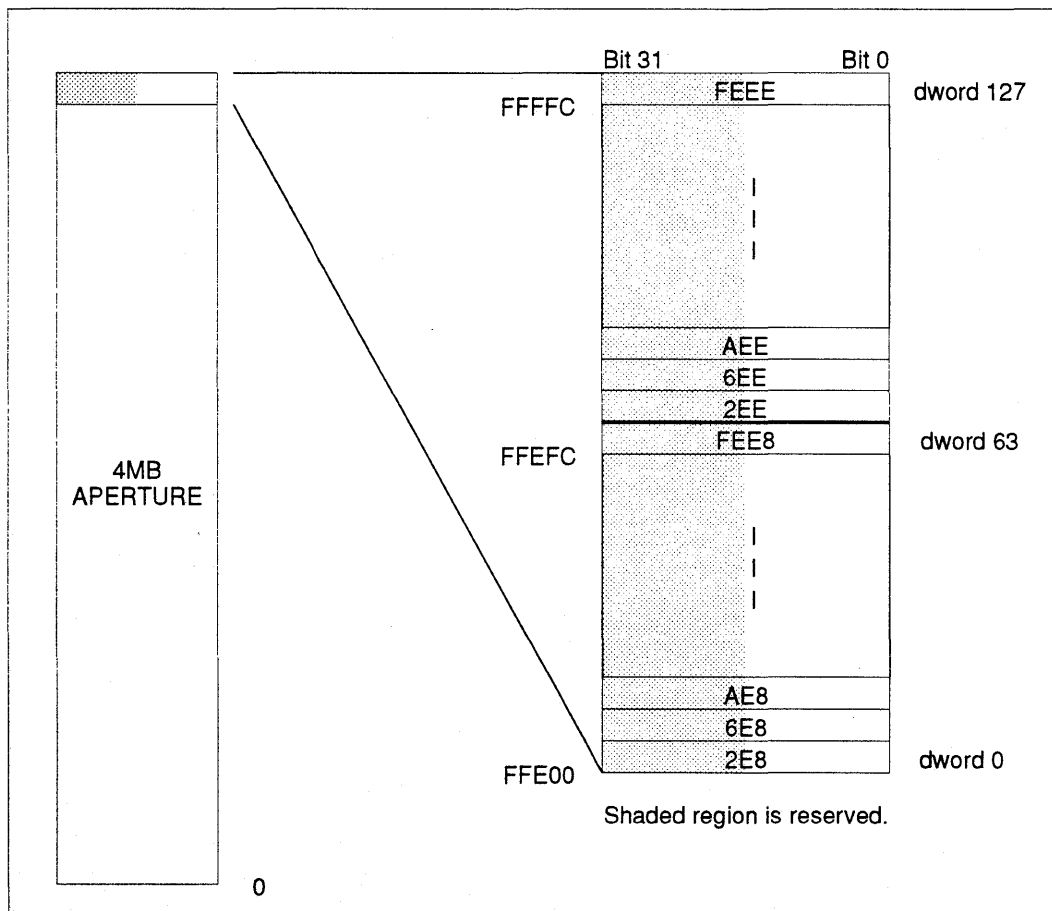 Bit 31 Bit 0
FFFFC FEEE dword 127
AEE
6EE
2EE
FFEFC FEE8 dword 63
4MB
APERTURE
AE8
6E8
FFE00 2E8 dword 0
Shaded region is reserved.
0